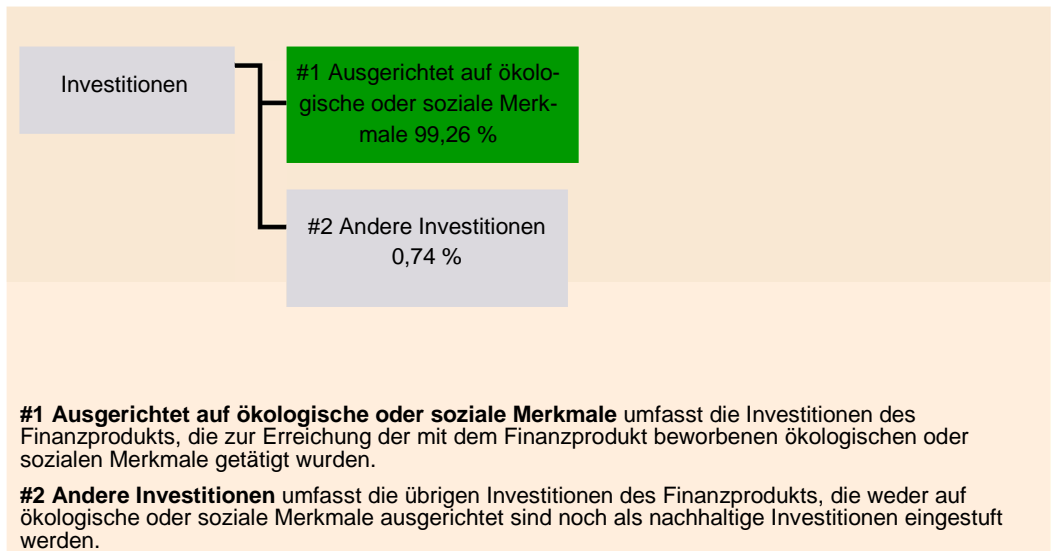 Investitionen
#1 Ausgerichtet auf ökolo-
gische oder soziale Merk-
male 99,26 %
#2 Andere Investitionen
0,74 %
#1 Ausgerichtet auf ökologische oder soziale Merkmale umfasst die Investitionen des
Finanzprodukts, die zur Erreichung der mit dem Finanzprodukt beworbenen ökologischen oder
sozialen Merkmale getätigt wurden.
#2 Andere Investitionen umfasst die übrigen Investitionen des Finanzprodukts, die weder auf
ökologische oder soziale Merkmale ausgerichtet sind noch als nachhaltige Investitionen eingestuft
werden.